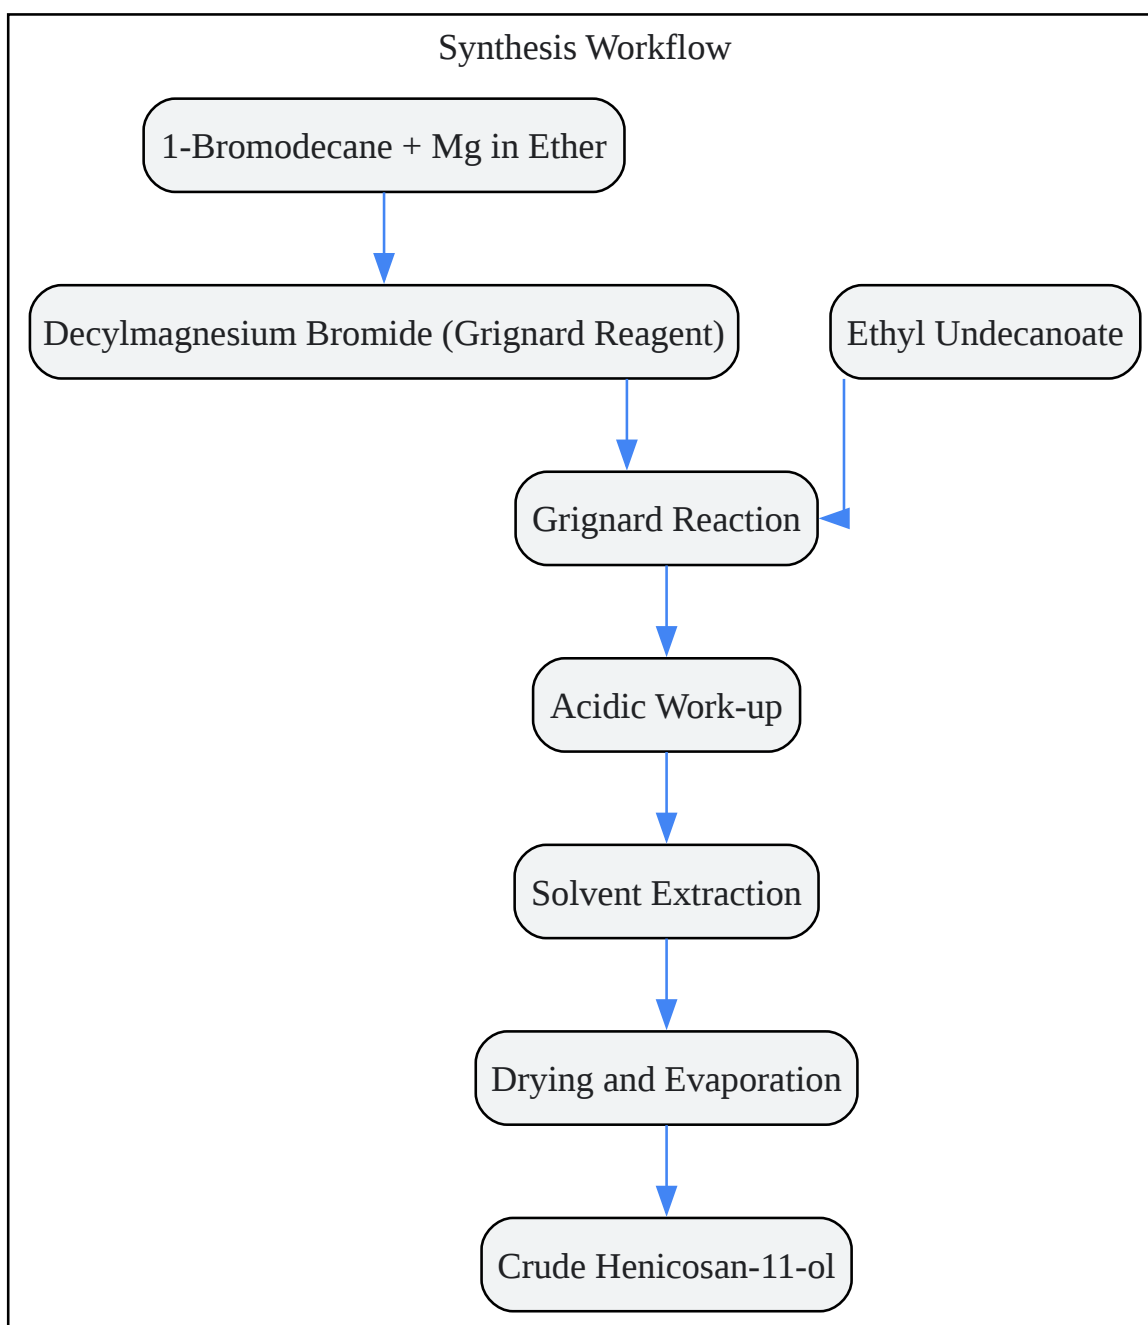 Synthesis Workflow
1-Bromodecane + Mg in Ether
Decylmagnesium Bromide (Grignard Reagent)
Ethyl Undecanoate
Grignard Reaction
Acidic Work-up
Solvent Extraction
Drying and Evaporation
Crude Henicosan-11-ol